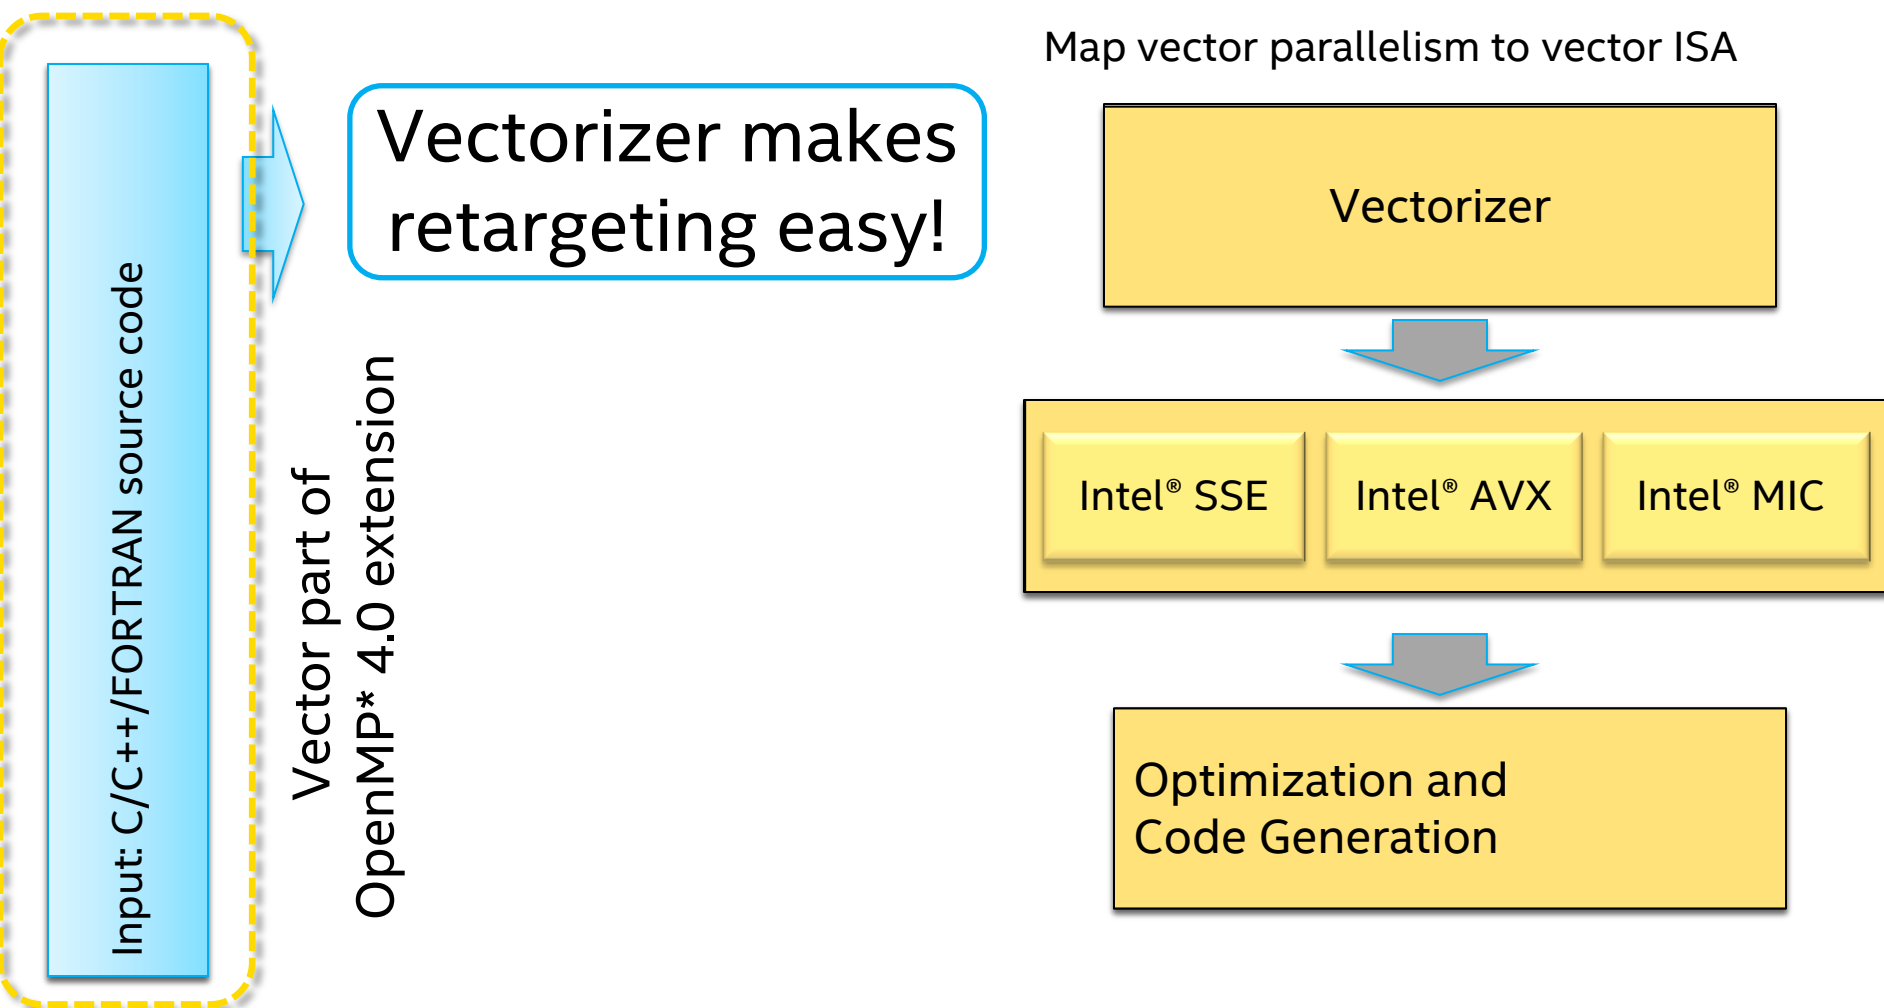 Input: C/C++/FORTRAN source code
Vectorizer makes
retargeting easy!
Vector part of
OpenMP* 4.0 extension
Map vector parallelism to vector ISA
Vectorizer
Intel® SSE
Intel® AVX
Intel® MIC
Optimization and
Code Generation